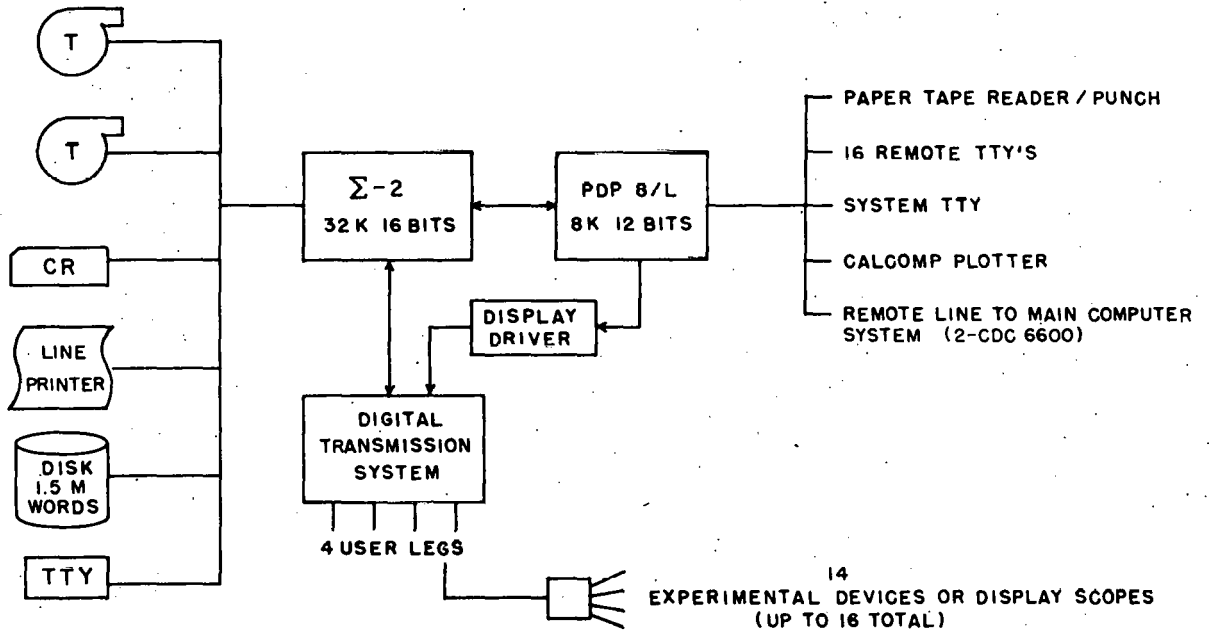 T
T
CR
LINE
PRINTER
DISK
1.5 M
WORDS
TTY
Σ-2
32K 16 BITS
PDP 8/L
8K 12 BITS
DISPLAY
DRIVER
DIGITAL
TRANSMISSION
SYSTEM
4 USER LEGS
PAPER TAPE READER / PUNCH
16 REMOTE TTY'S
SYSTEM TTY
CALCOMP PLOTTER
REMOTE LINE TO MAIN COMPUTER
SYSTEM (2-CDC 6600)
14
EXPERIMENTAL DEVICES OR DISPLAY SCOPES
(UP TO 16 TOTAL)